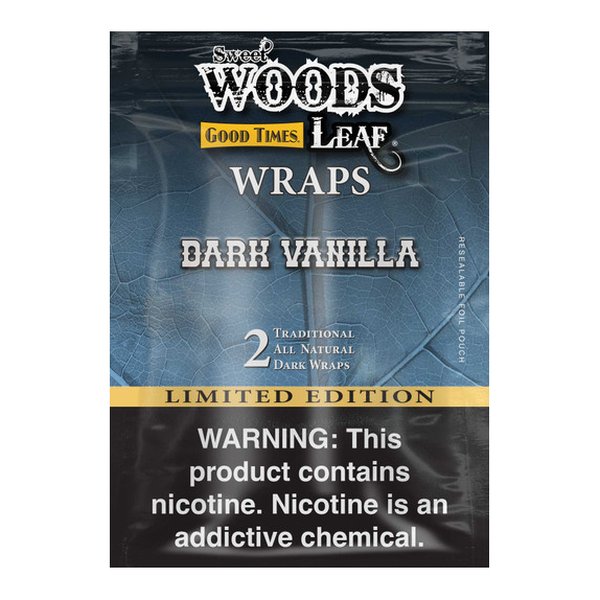 Sweet
WOODS
GOOD TIMES® LEAF®
WRAPS
DARK VANILLA
RESEALABLE FOIL POUCH
2 TRADITIONAL
ALL NATURAL
DARK WRAPS
LIMITED EDITION
WARNING: This
product contains
nicotine. Nicotine is an
addictive chemical.